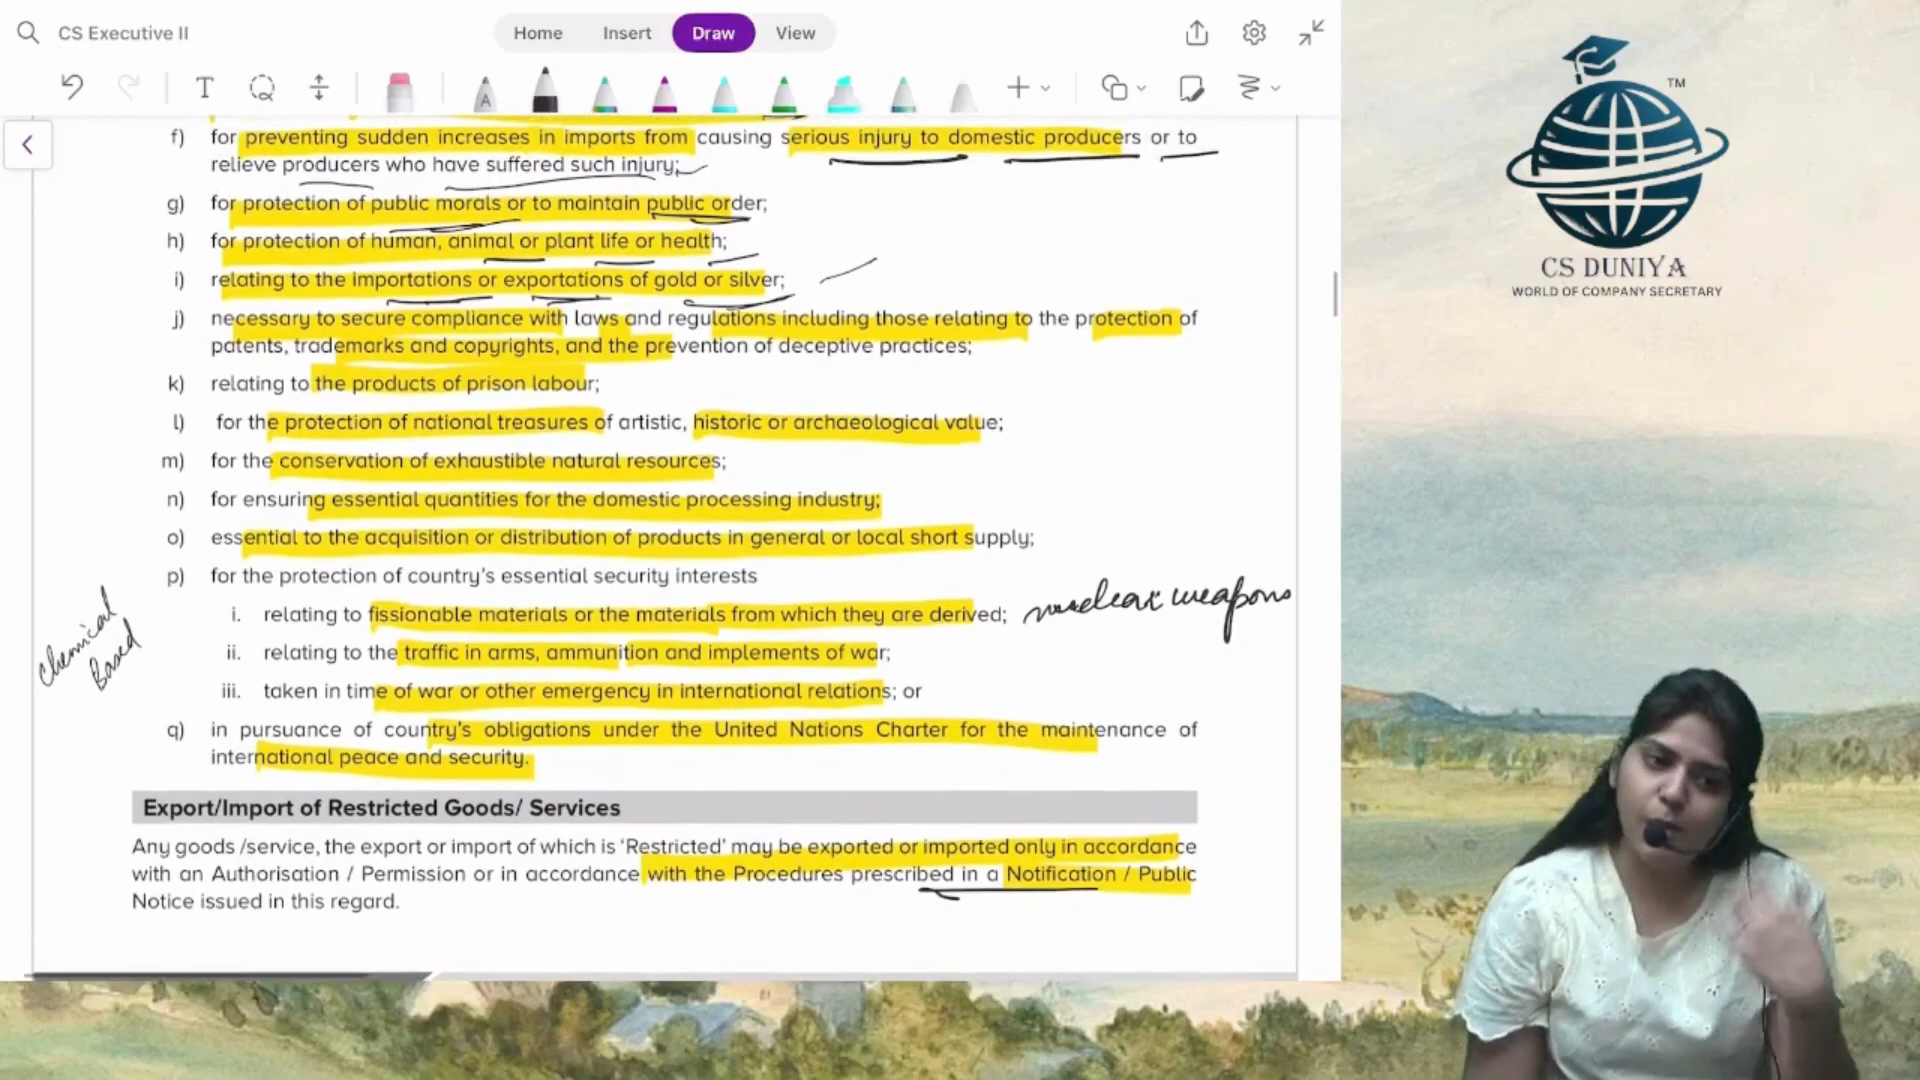 CS Executive II
Home Insert Draw View
f) for preventing sudden increases in imports from causing serious injury to domestic producers or to
relieve producers who have suffered such injury;
g) for protection of public morals or to maintain public order;
h) for protection of human, animal or plant life or health;
i) relating to the importations or exportations of gold or silver;
j) necessary to secure compliance with laws and regulations including those relating to the protection of
patents, trademarks and copyrights, and the prevention of deceptive practices;
k) relating to the products of prison labour;
l) for the protection of national treasures of artistic, historic or archaeological value;
m) for the conservation of exhaustible natural resources;
n) for ensuring essential quantities for the domestic processing industry;
o) essential to the acquisition or distribution of products in general or local short supply;
p) for the protection of country's essential security interests
i. relating to fissionable materials or the materials from which they are derived; nuclear weapons
Chemical
Based
ii. relating to the traffic in arms, ammunition and implements of war;
iii. taken in time of war or other emergency in international relations; or
q) in pursuance of country's obligations under the United Nations Charter for the maintenance of
international peace and security.
Export/Import of Restricted Goods/ Services
Any goods /service, the export or import of which is 'Restricted' may be exported or imported only in accordance
with an Authorisation / Permission or in accordance with the Procedures prescribed in a Notification / Public
Notice issued in this regard.
TM
CS DUNIYA
WORLD OF COMPANY SECRETARY